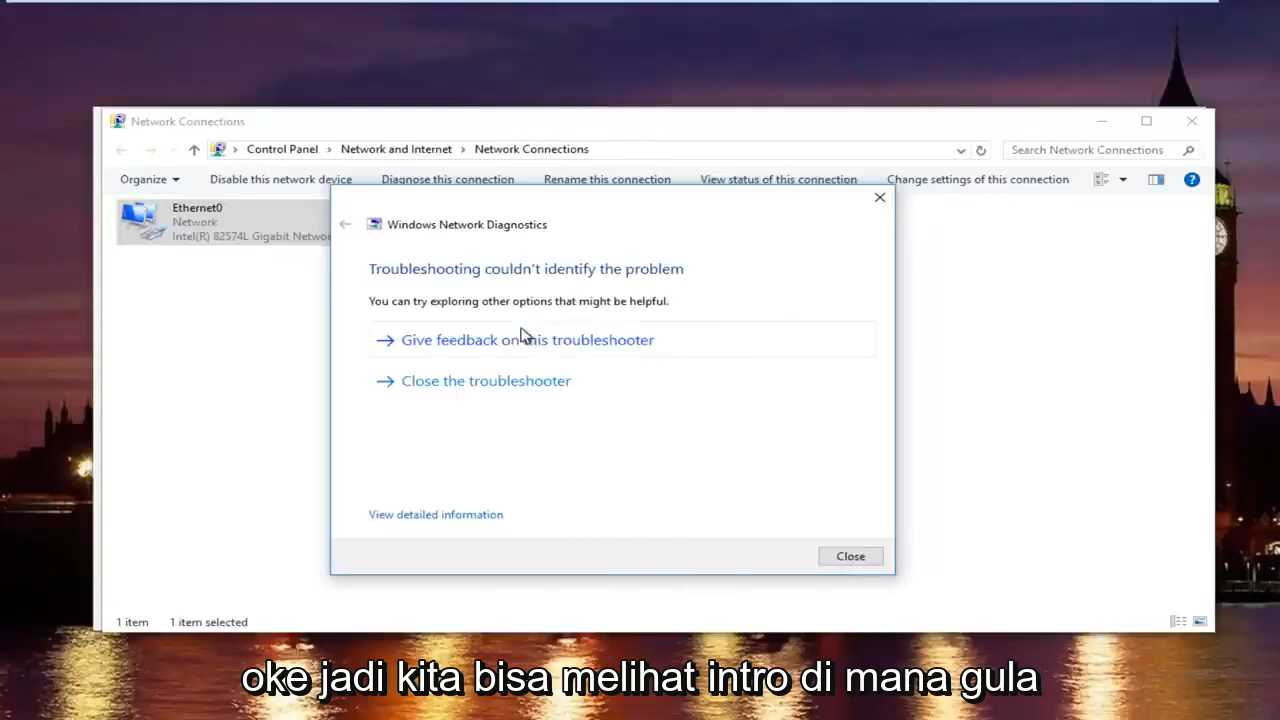 Network Connections
Control Panel > Network and Internet > Network Connections
Search Network Connections
Organize
Disable this network device
Diagnose this connection
Rename this connection
View status of this connection
Change settings of this connection
Ethernet0
Network
Intel(R) 82574L Gigabit Networ
Windows Network Diagnostics
Troubleshooting couldn't identify the problem
You can try exploring other options that might be helpful.
Give feedback on this troubleshooter
Close the troubleshooter
View detailed information
Close
1 item
1 item selected
oke jadi kita bisa melihat intro di mana gula